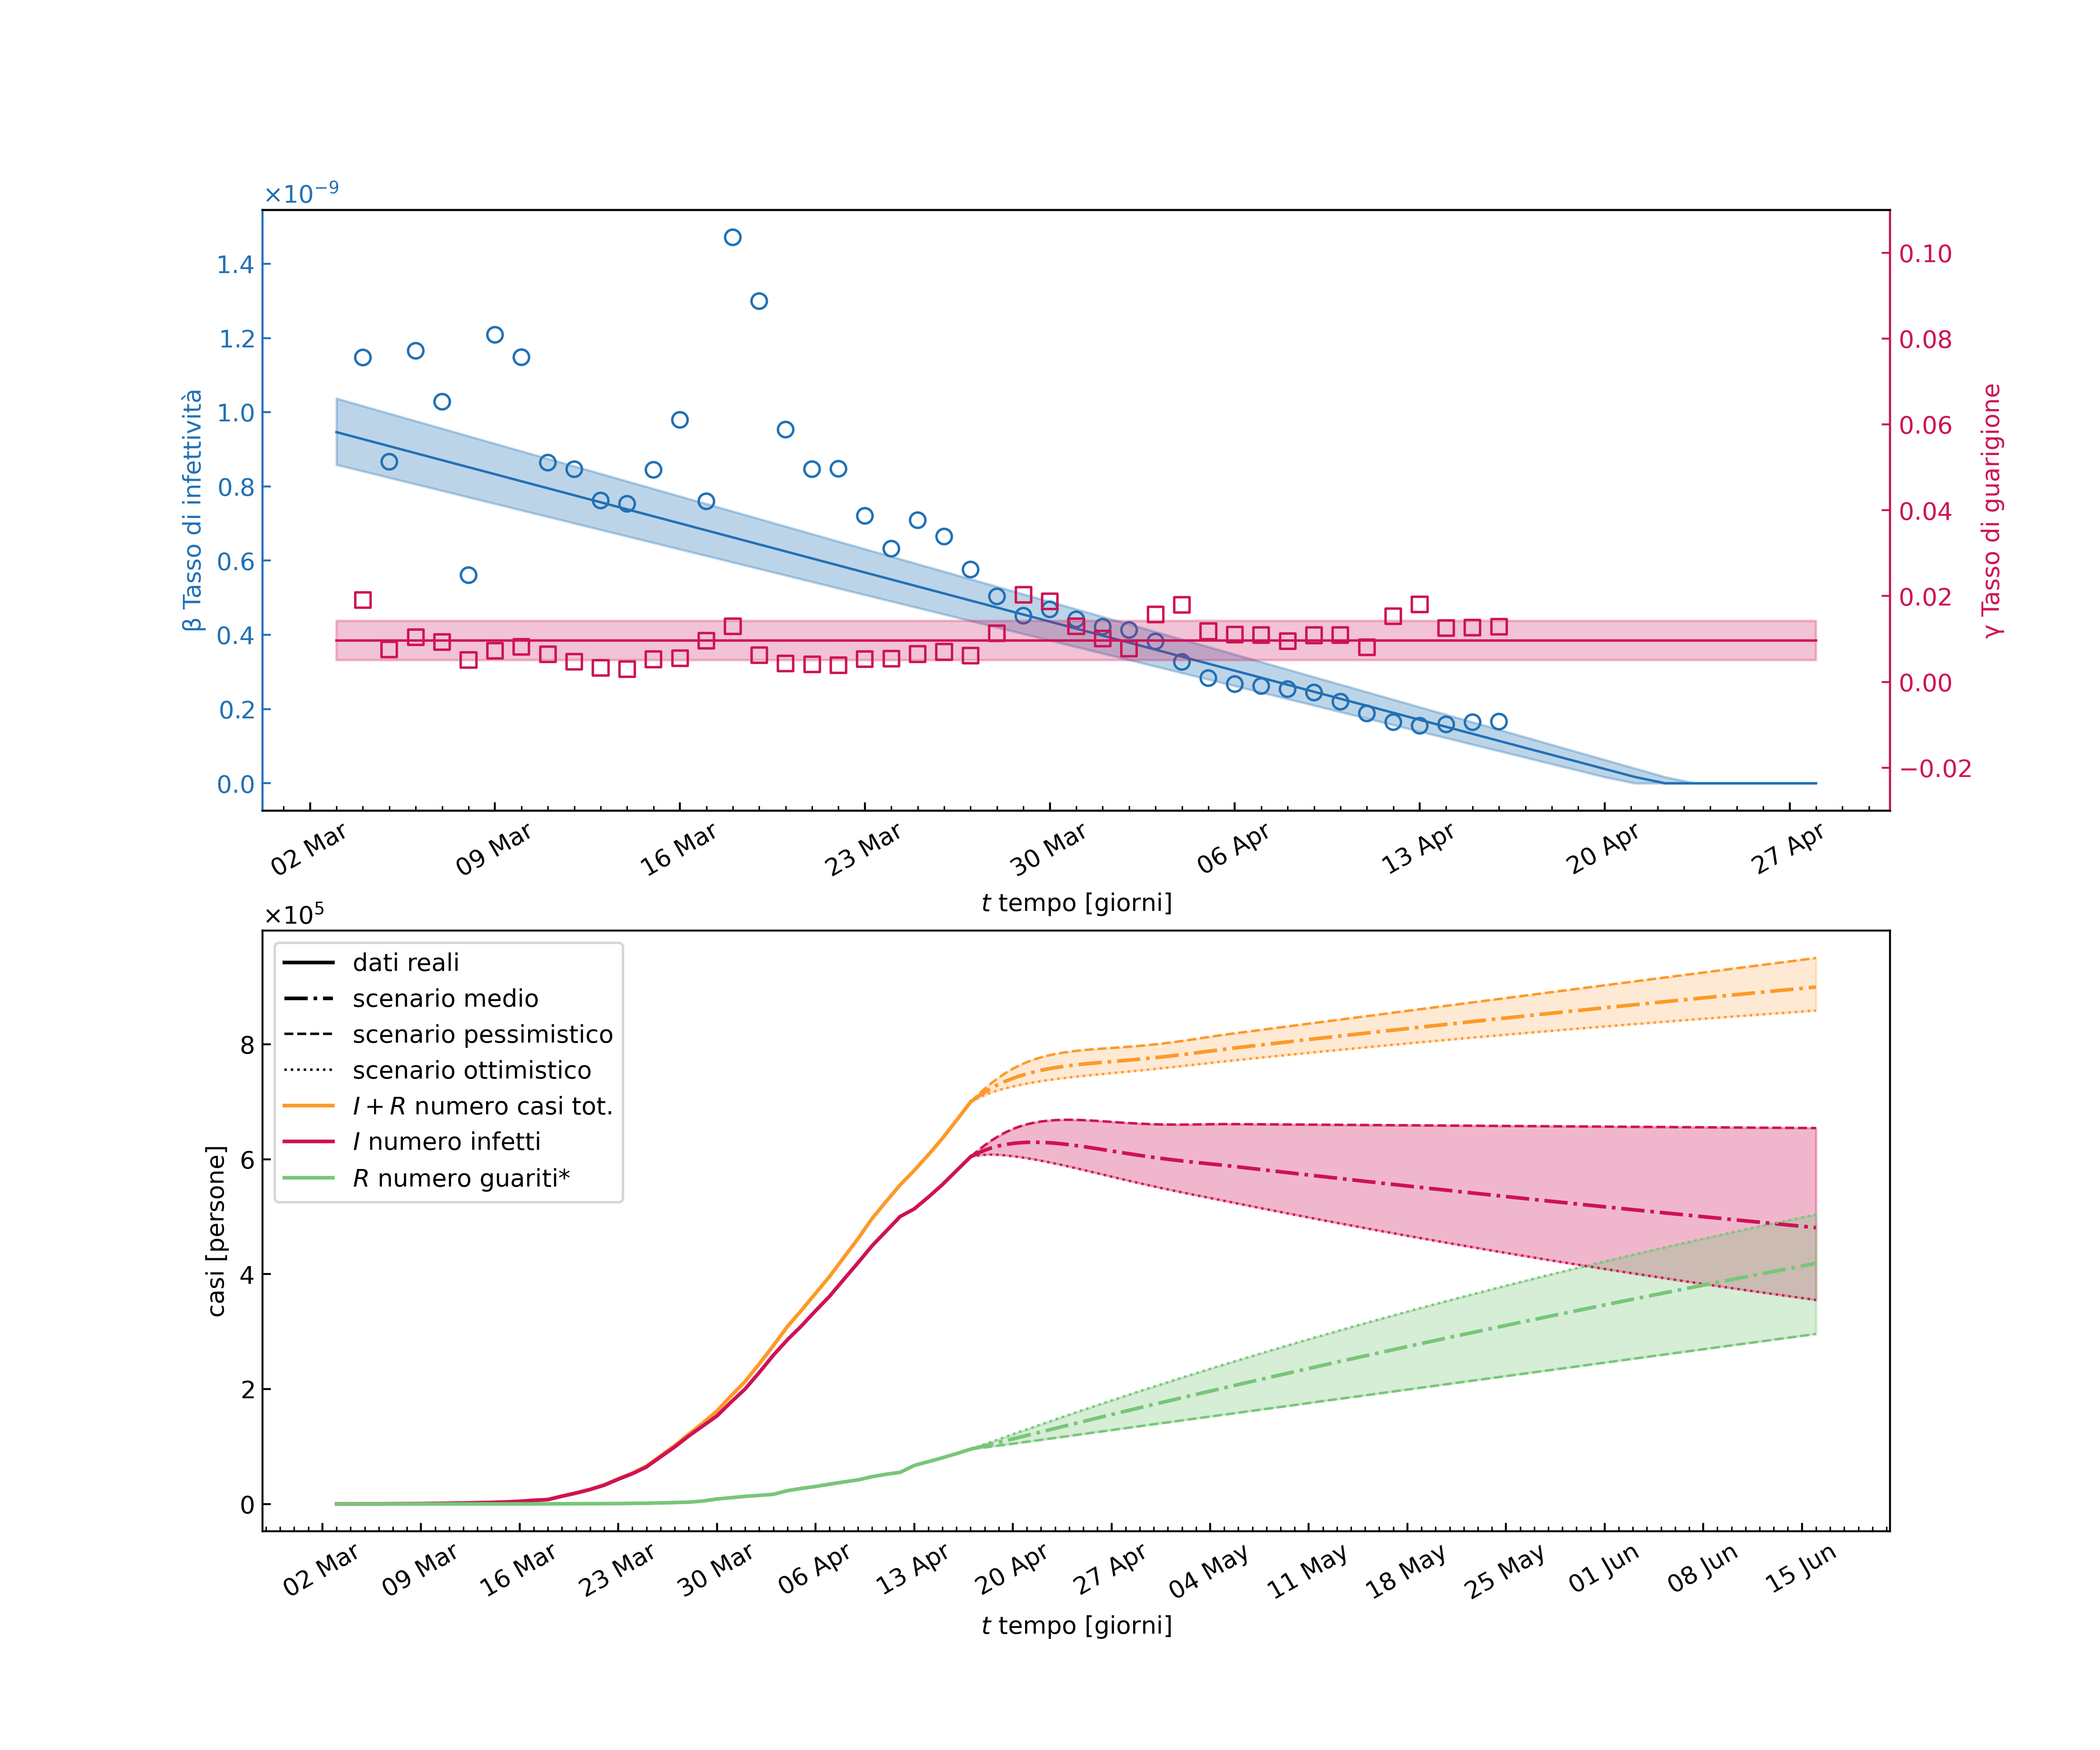 ×10⁻⁹
β Tasso di infettività
1.4
1.2
1.0
0.8
0.6
0.4
0.2
0.0
0.10
0.08
0.06
0.04
0.02
0.00
−0.02
γ Tasso di guarigione
02 Mar
09 Mar
16 Mar
23 Mar
30 Mar
06 Apr
13 Apr
20 Apr
27 Apr
t tempo [giorni]
×10⁵
casi [persone]
8
6
4
2
0
dati reali
scenario medio
scenario pessimistico
scenario ottimistico
I + R numero casi tot.
I numero infetti
R numero guariti*
02 Mar
09 Mar
16 Mar
23 Mar
30 Mar
06 Apr
13 Apr
20 Apr
27 Apr
04 May
11 May
18 May
25 May
01 Jun
08 Jun
15 Jun
t tempo [giorni]